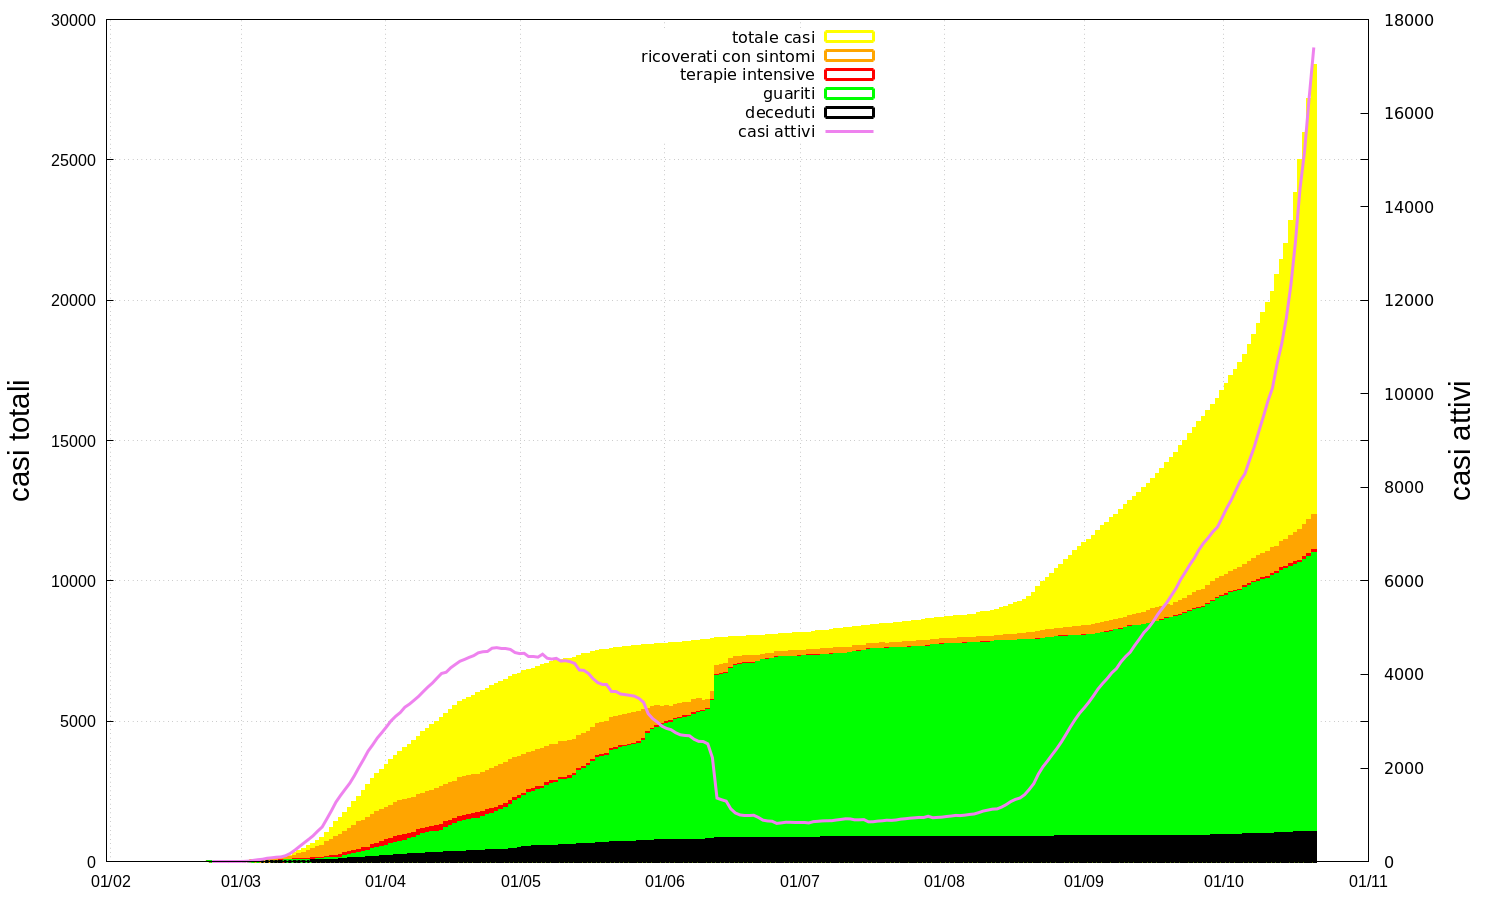 totale casi
ricoverati con sintomi
terapie intensive
guariti
deceduti
casi attivi
casi totali
30000
25000
20000
15000
10000
5000
0
18000
16000
14000
12000
10000
8000
6000
4000
2000
0
casi attivi
01/02 01/03 01/04 01/05 01/06 01/07 01/08 01/09 01/10 01/11